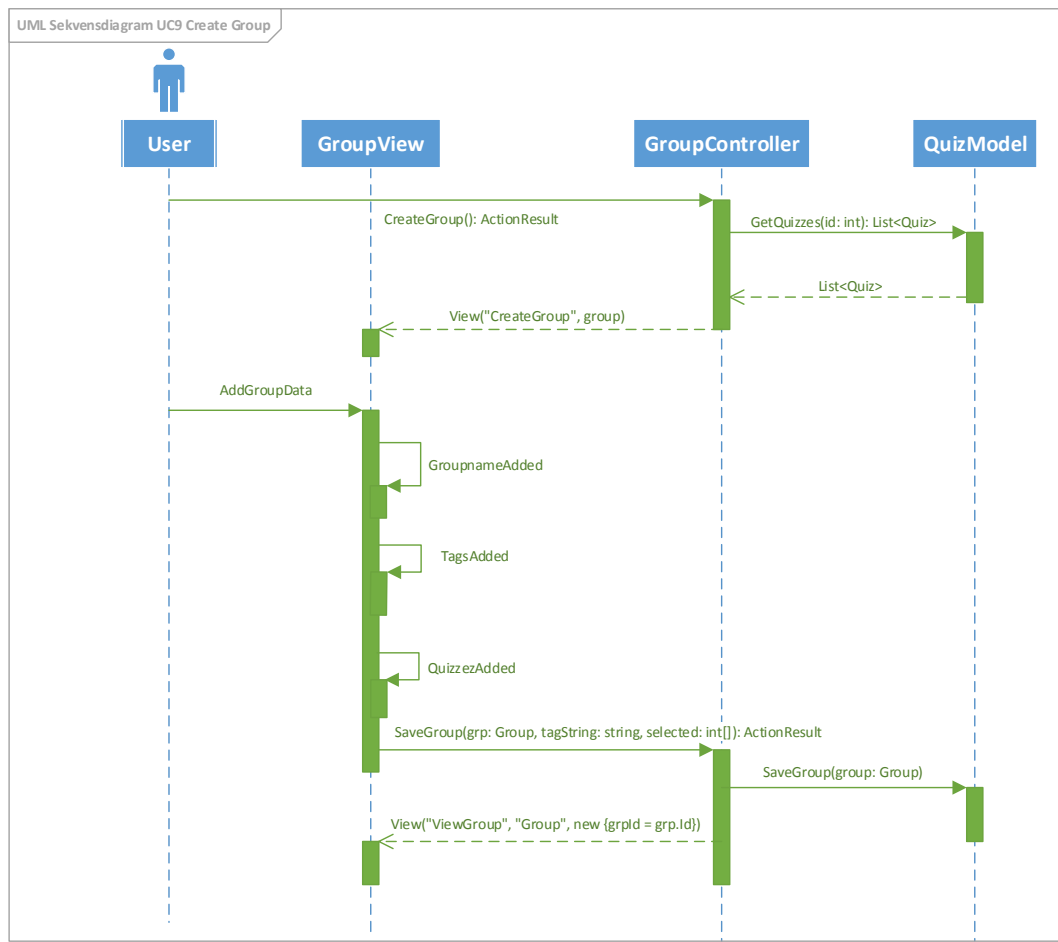 UML Sekvensdiagram UC9 Create Group
User
GroupView
GroupController
QuizModel
CreateGroup(): ActionResult
GetQuizzes(id: int): List<Quiz>
List<Quiz>
View("CreateGroup", group)
AddGroupData
GroupnameAdded
TagsAdded
QuizzezAdded
SaveGroup(grp: Group, tagString: string, selected: int[]): ActionResult
SaveGroup(group: Group)
View("ViewGroup", "Group", new {grpId = grp.Id})